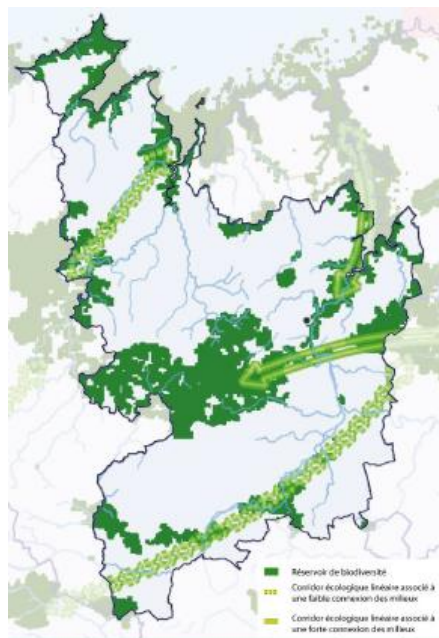 Réservoir de biodiversité
Corridor écologique linéaire associé à
une faible connexion des milieux
Corridor écologique linéaire associé à
une forte connexion des milieux